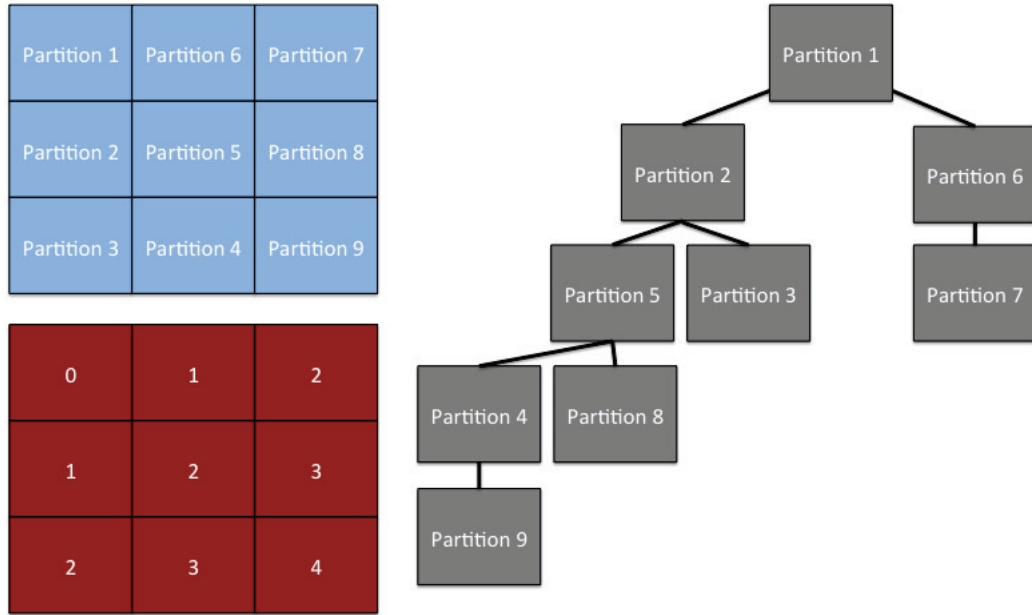 Partition 1 Partition 6 Partition 7
Partition 2 Partition 5 Partition 8
Partition 3 Partition 4 Partition 9
0 1 2
1 2 3
2 3 4
Partition 1
Partition 2 Partition 6
Partition 5 Partition 3 Partition 7
Partition 4 Partition 8
Partition 9